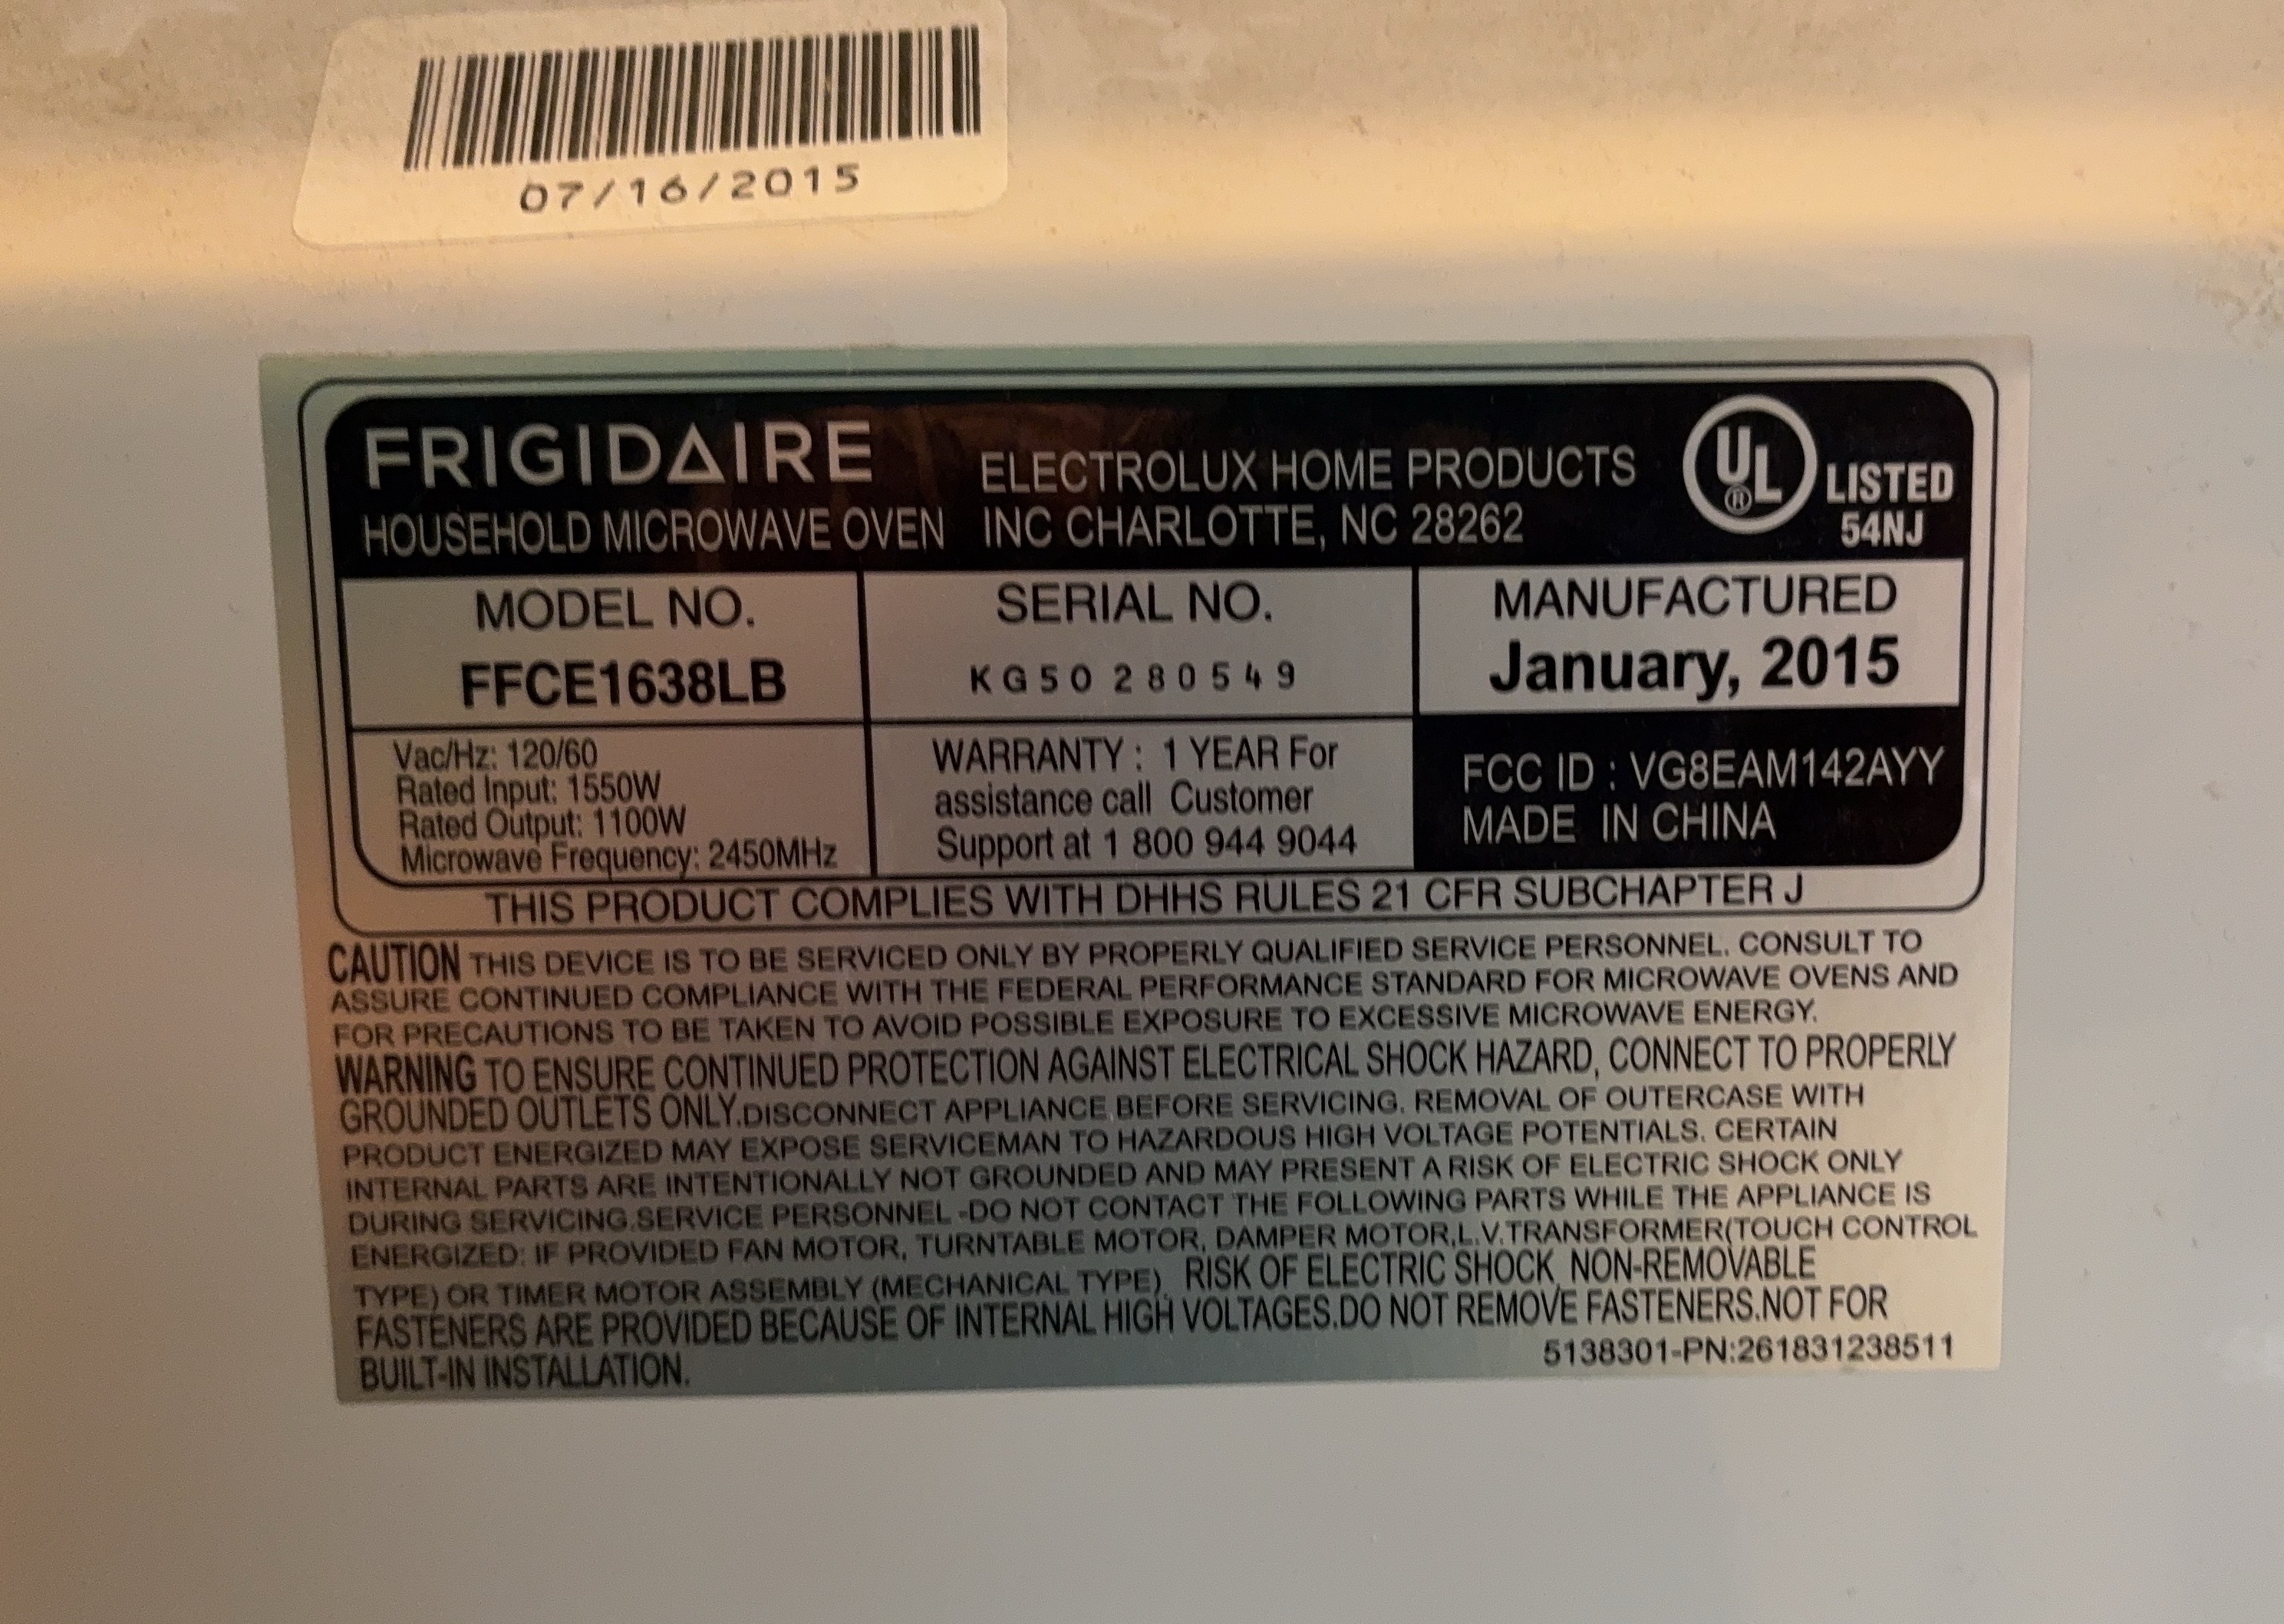 07/16/2015
FRIGIDAIRE
HOUSEHOLD MICROWAVE OVEN
ELECTROLUX HOME PRODUCTS
INC CHARLOTTE, NC 28262
UL
®
LISTED
54NJ
MODEL NO.
FFCE1638LB
SERIAL NO.
KG50 280549
MANUFACTURED
January, 2015
Vac/Hz: 120/60
Rated Input: 1550W
Rated Output: 1100W
Microwave Frequency: 2450MHz
WARRANTY : 1 YEAR For
assistance call Customer
Support at 1 800 944 9044
FCC ID : VG8EAM142AYY
MADE IN CHINA
THIS PRODUCT COMPLIES WITH DHHS RULES 21 CFR SUBCHAPTER J
CAUTION THIS DEVICE IS TO BE SERVICED ONLY BY PROPERLY QUALIFIED SERVICE PERSONNEL. CONSULT TO
ASSURE CONTINUED COMPLIANCE WITH THE FEDERAL PERFORMANCE STANDARD FOR MICROWAVE OVENS AND
FOR PRECAUTIONS TO BE TAKEN TO AVOID POSSIBLE EXPOSURE TO EXCESSIVE MICROWAVE ENERGY.
WARNING TO ENSURE CONTINUED PROTECTION AGAINST ELECTRICAL SHOCK HAZARD, CONNECT TO PROPERLY
GROUNDED OUTLETS ONLY.DISCONNECT APPLIANCE BEFORE SERVICING. REMOVAL OF OUTERCASE WITH
PRODUCT ENERGIZED MAY EXPOSE SERVICEMAN TO HAZARDOUS HIGH VOLTAGE POTENTIALS. CERTAIN
INTERNAL PARTS ARE INTENTIONALLY NOT GROUNDED AND MAY PRESENT A RISK OF ELECTRIC SHOCK ONLY
DURING SERVICING.SERVICE PERSONNEL -DO NOT CONTACT THE FOLLOWING PARTS WHILE THE APPLIANCE IS
ENERGIZED: IF PROVIDED FAN MOTOR, TURNTABLE MOTOR, DAMPER MOTOR,L.V.TRANSFORMER(TOUCH CONTROL
TYPE) OR TIMER MOTOR ASSEMBLY (MECHANICAL TYPE), RISK OF ELECTRIC SHOCK, NON-REMOVABLE
FASTENERS ARE PROVIDED BECAUSE OF INTERNAL HIGH VOLTAGES.DO NOT REMOVE FASTENERS.NOT FOR
BUILT-IN INSTALLATION.
5138301-PN:261831238511